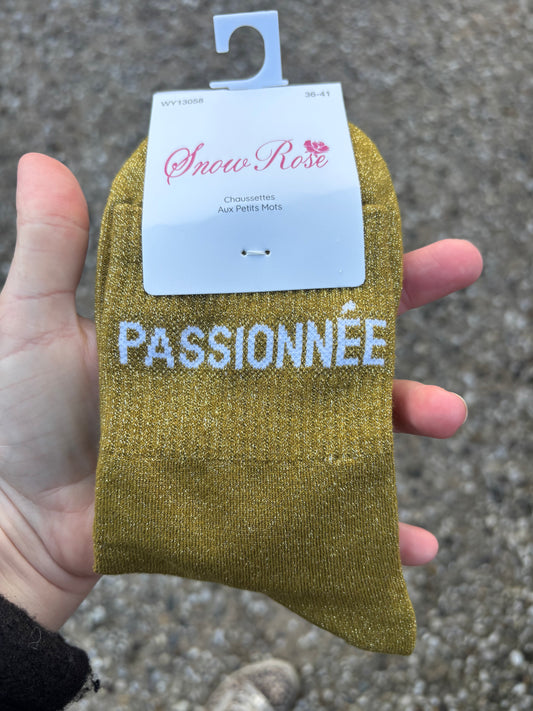 WY13058 36-41
Snow Rose
Chaussettes
Aux Petits Mots
PASSIONNÉE